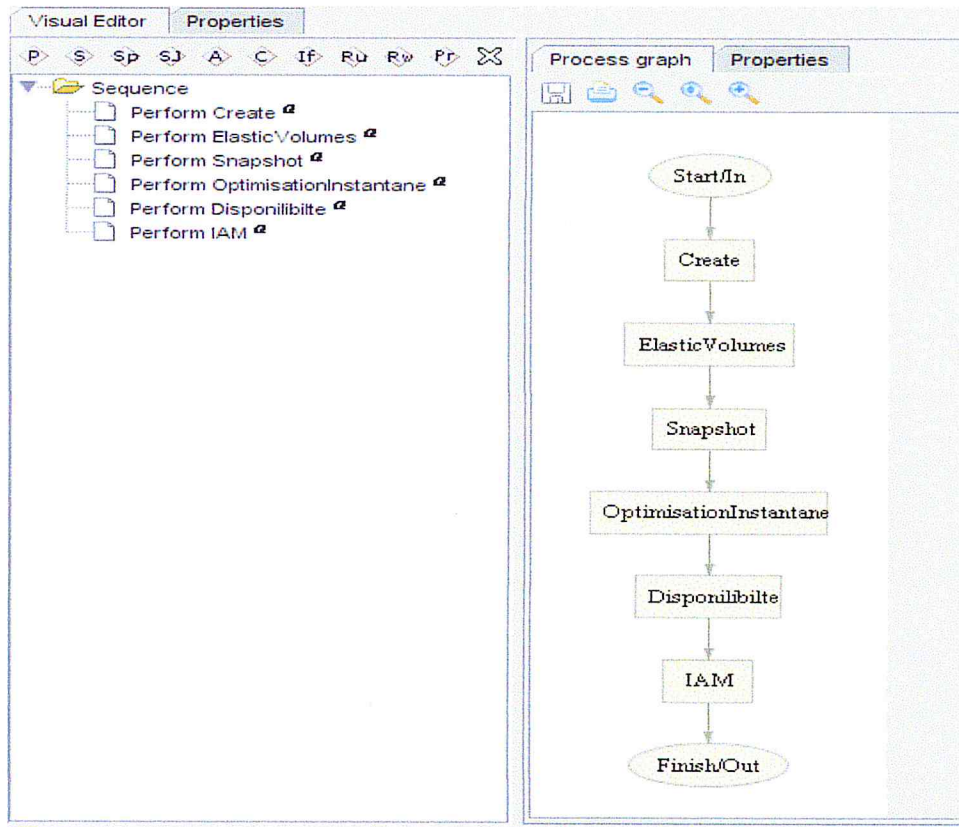 Visual Editor Properties
P S Sp SJ A C If Ru Rw Pr
Sequence
Perform Create a
Perform ElasticVolumes a
Perform Snapshot a
Perform OptimisationInstantane a
Perform Disponilibilte a
Perform IAM a
Process graph Properties
Start/In
Create
ElasticVolumes
Snapshot
OptimisationInstantane
Disponilibilte
IAM
Finish/Out